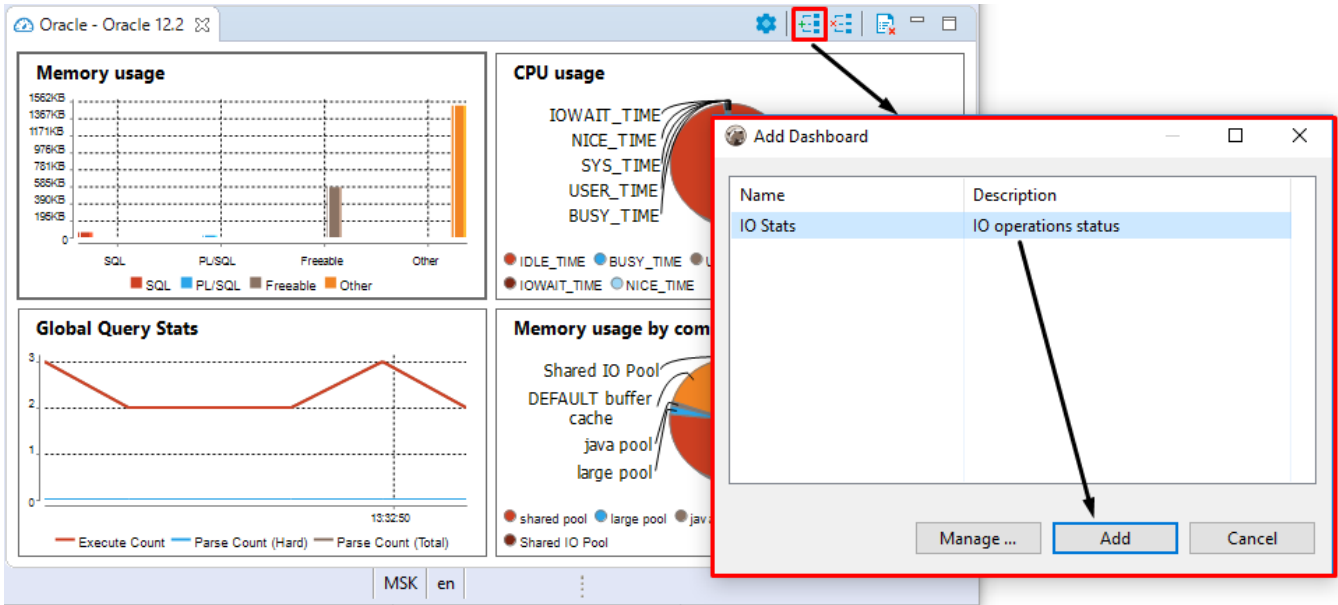 Oracle - Oracle 12.2
Memory usage
1562KB
1367KB
1171KB
976KB
781KB
585KB
390KB
195KB
0
SQL PL/SQL Freeable Other
SQL PL/SQL Freeable Other
CPU usage
IOWAIT_TIME
NICE_TIME
SYS_TIME
USER_TIME
BUSY_TIME
IDLE_TIME BUSY_TIME
IOWAIT_TIME NICE_TIME
Global Query Stats
3
2
1
0
13:32:50
Execute Count Parse Count (Hard) Parse Count (Total)
Memory usage by com
Shared IO Pool
DEFAULT buffer
cache
java pool
large pool
shared pool large pool
Shared IO Pool
MSK en
Add Dashboard
Name Description
IO Stats IO operations status
Manage ... Add Cancel